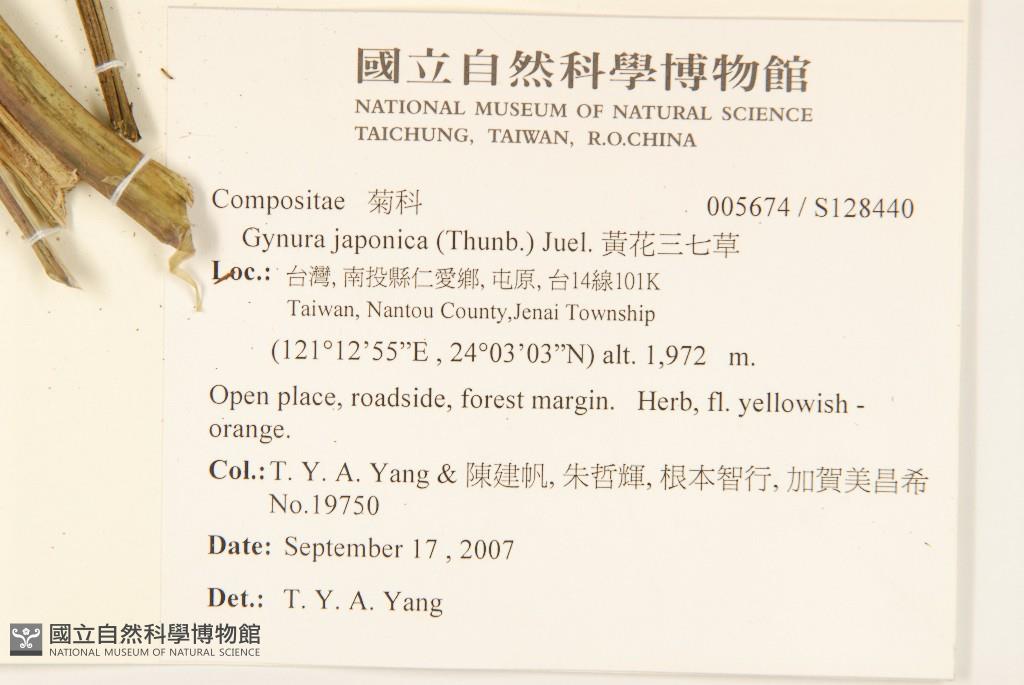 國立自然科學博物館
NATIONAL MUSEUM OF NATURAL SCIENCE
TAICHUNG, TAIWAN, R.O.CHINA
Compositae 菊科 005674 / S128440
Gynura japonica (Thunb.) Juel. 黃花三七草
Loc.: 台灣, 南投縣仁愛鄉, 屯原, 台14線101K
Taiwan, Nantou County,Jenai Township
(121°12’55”E , 24°03’03”N) alt. 1,972 m.
Open place, roadside, forest margin. Herb, fl. yellowish -
orange.
Col.: T. Y. A. Yang & 陳建帆, 朱哲輝, 根本智行, 加賀美昌希
No.19750
Date: September 17 , 2007
Det.: T. Y. A. Yang
國立自然科學博物館
NATIONAL MUSEUM OF NATURAL SCIENCE